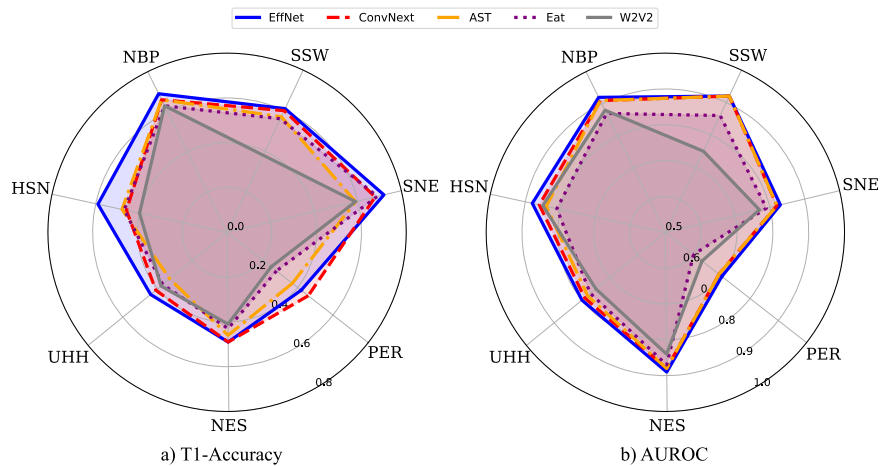 EffNet ConvNext AST Eat W2V2
NBP SSW SNE PER NES UHH HSN
0.0
0.2
0.4
0.6
0.8
a) T1-Accuracy
NBP SSW SNE PER NES UHH HSN
0.5
0.6
0.8
0.9
1.0
b) AUROC